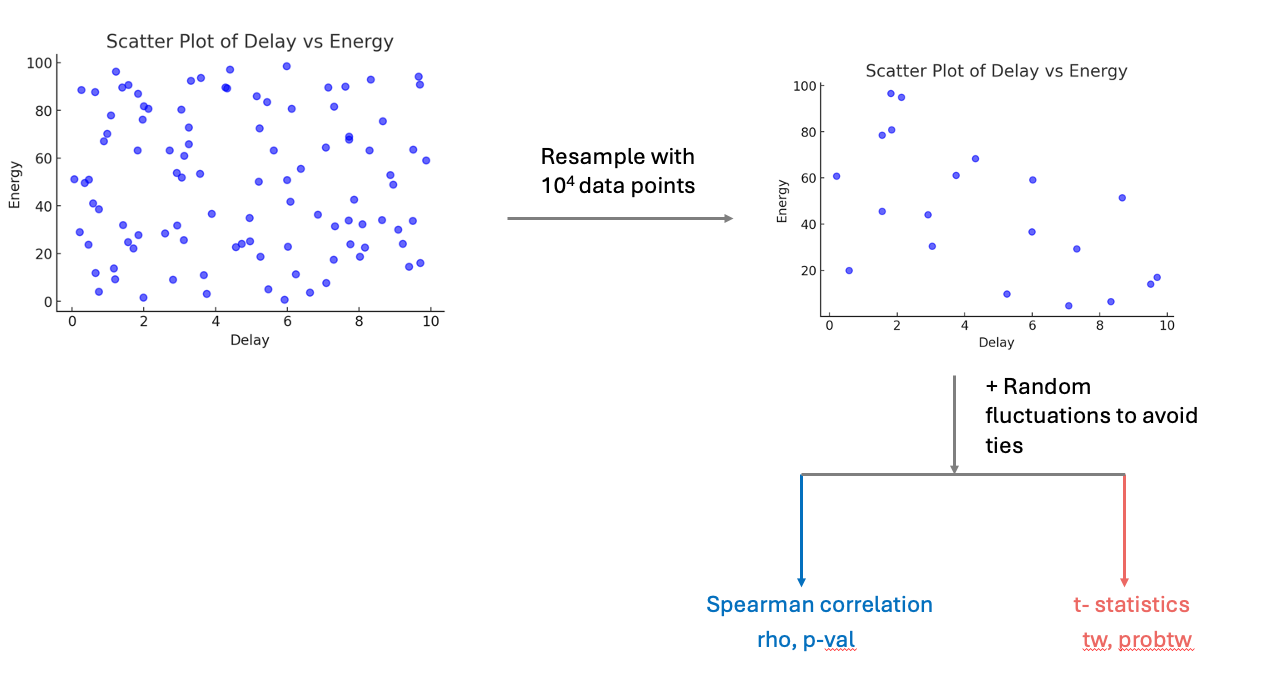 Scatter Plot of Delay vs Energy
100
80
60
40
20
0
Energy
0 2 4 6 8 10
Delay
Resample with
10⁴ data points
Scatter Plot of Delay vs Energy
100
80
60
40
20
Energy
0 2 4 6 8 10
Delay
+ Random
fluctuations to avoid
ties
Spearman correlation
rho, p-val
t- statistics
tw, probtw